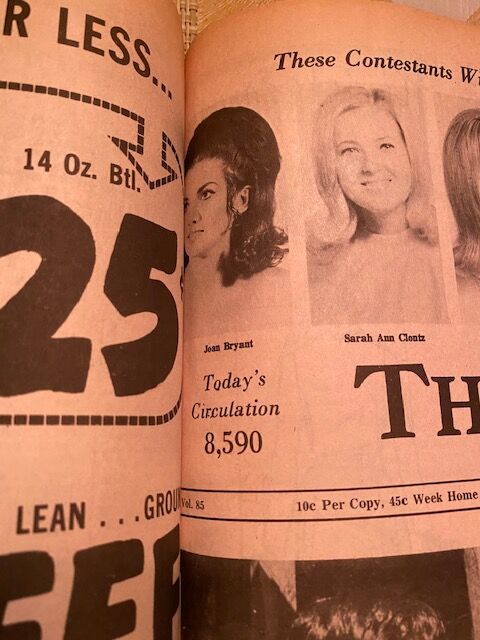 R LESS...
14 Oz. Btl.
25
LEAN ... GROU
These Contestants Wi
Joan Bryant
Sarah Ann Clontz
Today's
Circulation
8,590
TH
Vol. 85
10c Per Copy, 45c Week Home